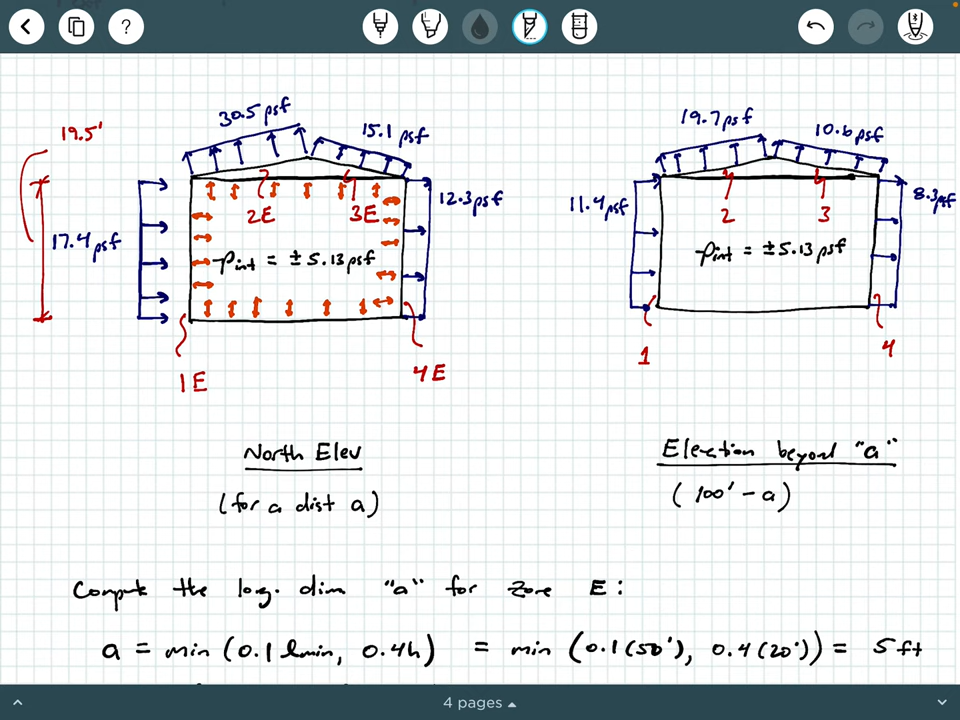 ?
30.5 psf
15.1 psf
19.5'
17.4 psf
12.3 psf
2E
3E
Pint = ± 5.13 psf
1E
4E
19.7 psf
10.6 psf
11.4 psf
8.3 psf
2
3
Pint = ± 5.13 psf
1
4
North Elev
(for a dist a)
Elevation beyond "a"
(100' - a)
Compute the long. dim "a" for zone E:
a = min (0.1 lmin, 0.4h) = min (0.1(50'), 0.4(20')) = 5 ft
4 pages